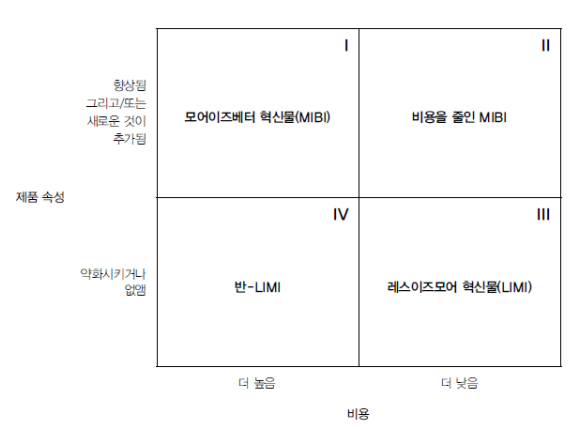 I
II
향상됨
그리고/또는
새로운 것이
추가됨
모어이즈베터 혁신물(MIBI)
비용을 줄인 MIBI
제품 속성
IV
III
약화시키거나
없앰
반-LIMI
레스이즈모어 혁신물(LIMI)
더 높음
더 낮음
비용